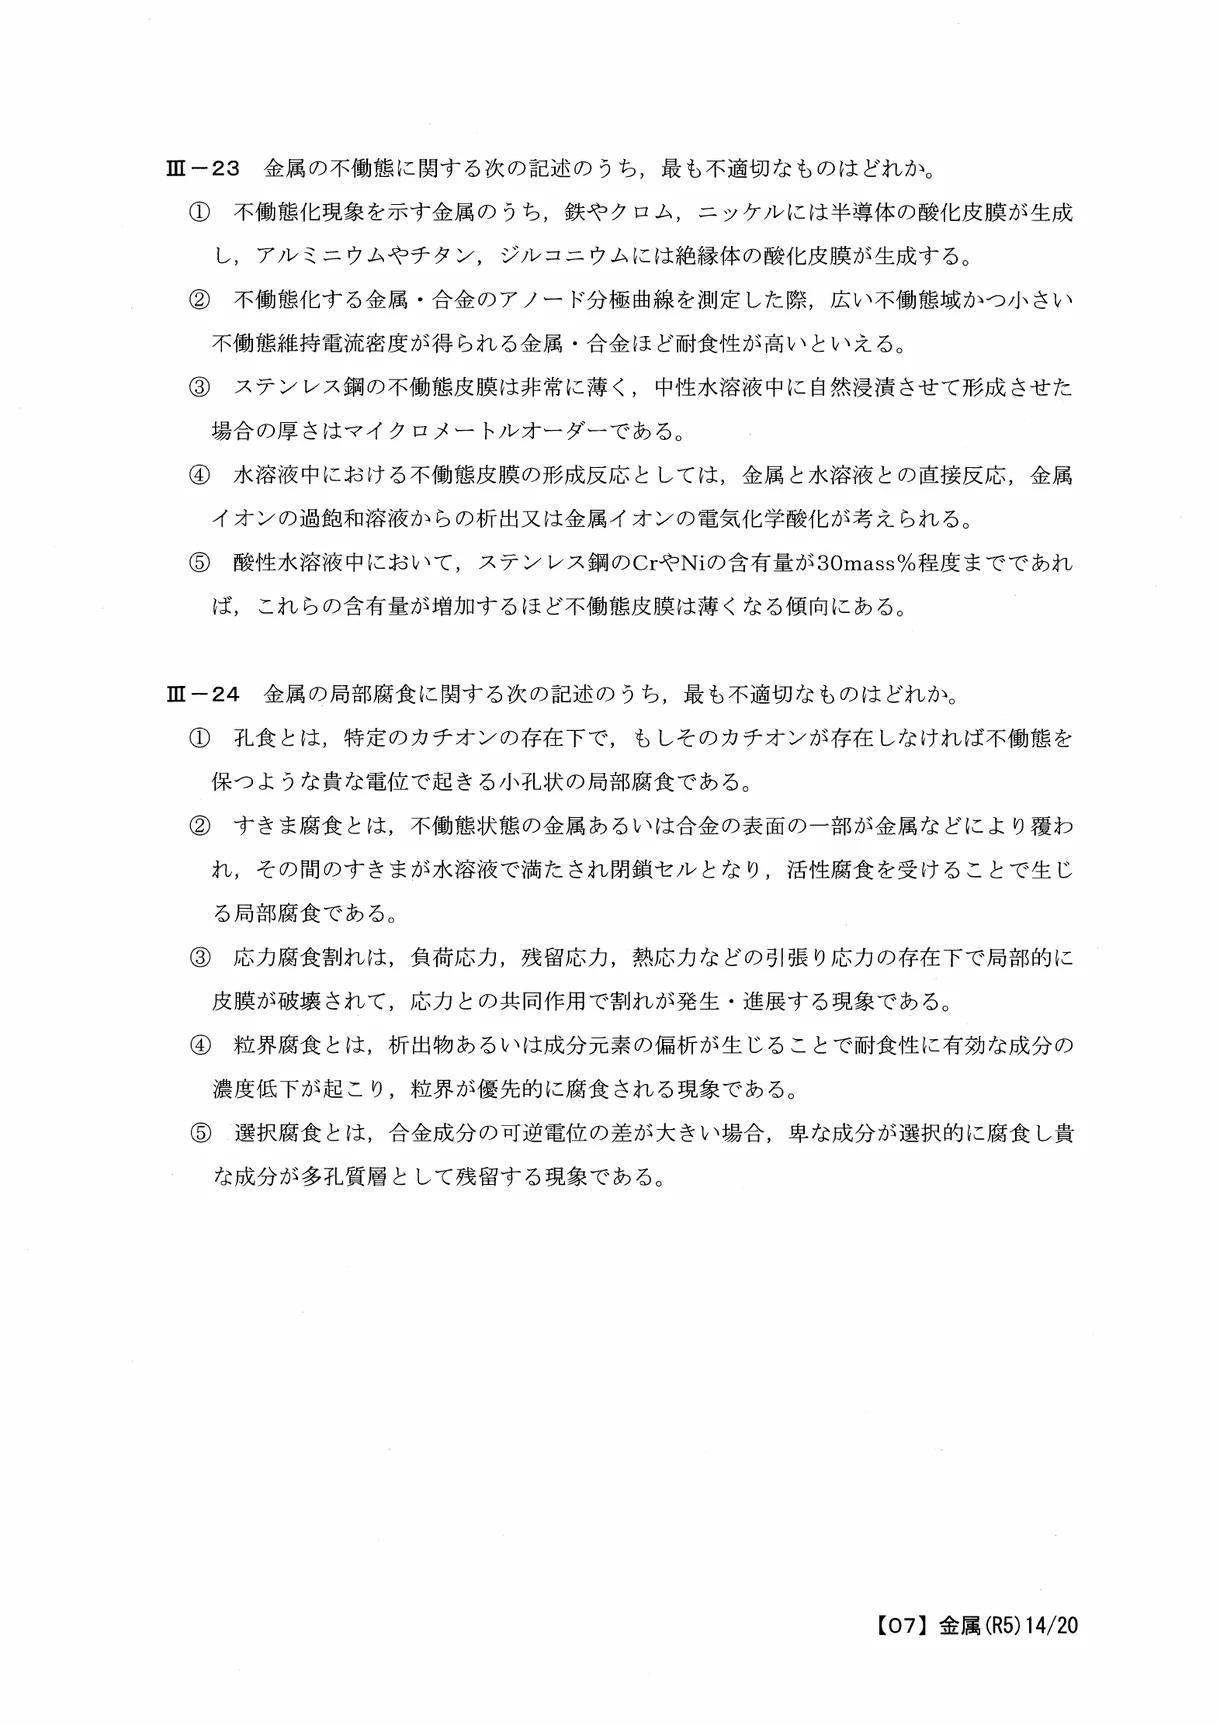 Ⅲ－23　金属の不働態に関する次の記述のうち，最も不適切なものはどれか。
①　不働態化現象を示す金属のうち，鉄やクロム，ニッケルには半導体の酸化皮膜が生成
し，アルミニウムやチタン，ジルコニウムには絶縁体の酸化皮膜が生成する。
②　不働態化する金属・合金のアノード分極曲線を測定した際，広い不働態域かつ小さい
不働態維持電流密度が得られる金属・合金ほど耐食性が高いといえる。
③　ステンレス鋼の不働態皮膜は非常に薄く，中性水溶液中に自然浸漬させて形成させた
場合の厚さはマイクロメートルオーダーである。
④　水溶液中における不働態皮膜の形成反応としては，金属と水溶液との直接反応，金属
イオンの過飽和溶液からの析出又は金属イオンの電気化学酸化が考えられる。
⑤　酸性水溶液中において，ステンレス鋼のCrやNiの含有量が30mass％程度までであれ
ば，これらの含有量が増加するほど不働態皮膜は薄くなる傾向にある。
Ⅲ－24　金属の局部腐食に関する次の記述のうち，最も不適切なものはどれか。
①　孔食とは，特定のカチオンの存在下で，もしそのカチオンが存在しなければ不働態を
保つような貴な電位で起きる小孔状の局部腐食である。
②　すきま腐食とは，不働態状態の金属あるいは合金の表面の一部が金属などにより覆わ
れ，その間のすきまが水溶液で満たされ閉鎖セルとなり，活性腐食を受けることで生じ
る局部腐食である。
③　応力腐食割れは，負荷応力，残留応力，熱応力などの引張り応力の存在下で局部的に
皮膜が破壊されて，応力との共同作用で割れが発生・進展する現象である。
④　粒界腐食とは，析出物あるいは成分元素の偏析が生じることで耐食性に有効な成分の
濃度低下が起こり，粒界が優先的に腐食される現象である。
⑤　選択腐食とは，合金成分の可逆電位の差が大きい場合，卑な成分が選択的に腐食し貴
な成分が多孔質層として残留する現象である。
【07】金属(R5)14/20